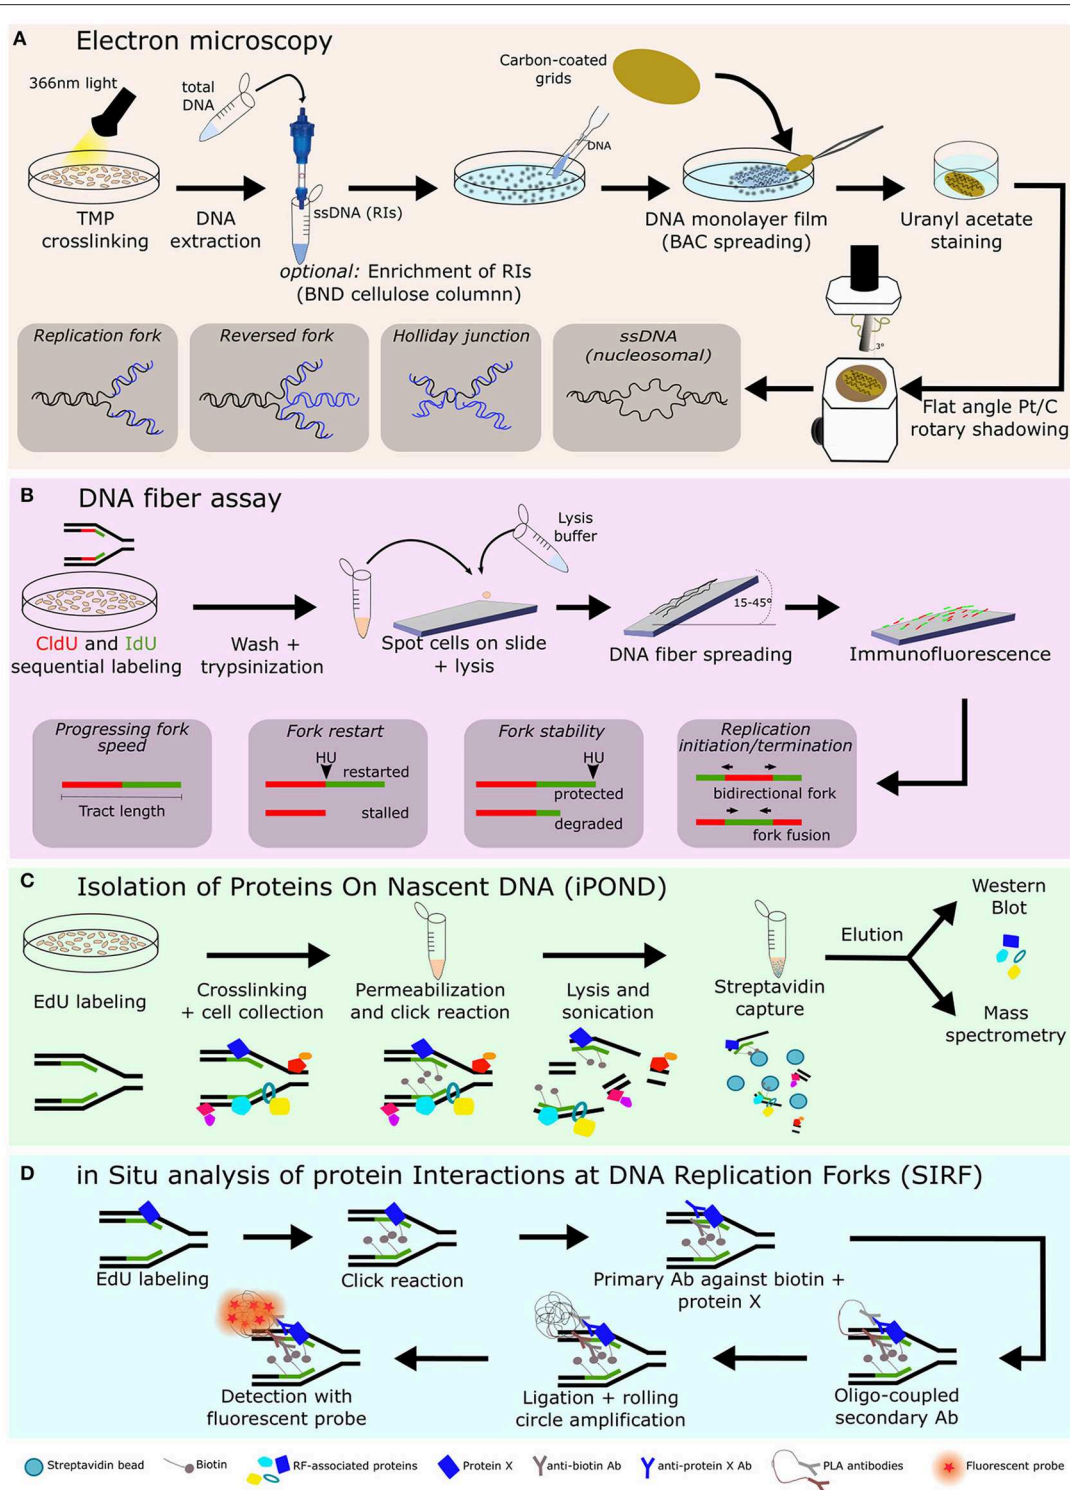 A Electron microscopy
366nm light
total
DNA
Carbon-coated
grids
DNA
ssDNA (RIs)
TMP
crosslinking
DNA
extraction
optional: Enrichment of RIs
(BND cellulose columnn)
DNA monolayer film
(BAC spreading)
Uranyl acetate
staining
3°
Flat angle Pt/C
rotary shadowing
Replication fork
Reversed fork
Holliday junction
ssDNA
(nucleosomal)
B DNA fiber assay
Lysis
buffer
15-45°
CldU and IdU
sequential labeling
Wash +
trypsinization
Spot cells on slide
+ lysis
DNA fiber spreading
Immunofluorescence
Progressing fork
speed
Tract length
Fork restart
HU
restarted
stalled
Fork stability
HU
protected
degraded
Replication
initiation/termination
bidirectional fork
fork fusion
C Isolation of Proteins On Nascent DNA (iPOND)
EdU labeling
Crosslinking
+ cell collection
Permeabilization
and click reaction
Lysis and
sonication
Streptavidin
capture
Elution
Western
Blot
Mass
spectrometry
D in Situ analysis of protein Interactions at DNA Replication Forks (SIRF)
EdU labeling
Click reaction
Primary Ab against biotin +
protein X
Oligo-coupled
secondary Ab
Ligation + rolling
circle amplification
Detection with
fluorescent probe
Streptavidin bead
Biotin
RF-associated proteins
Protein X
anti-biotin Ab
anti-protein X Ab
PLA antibodies
Fluorescent probe